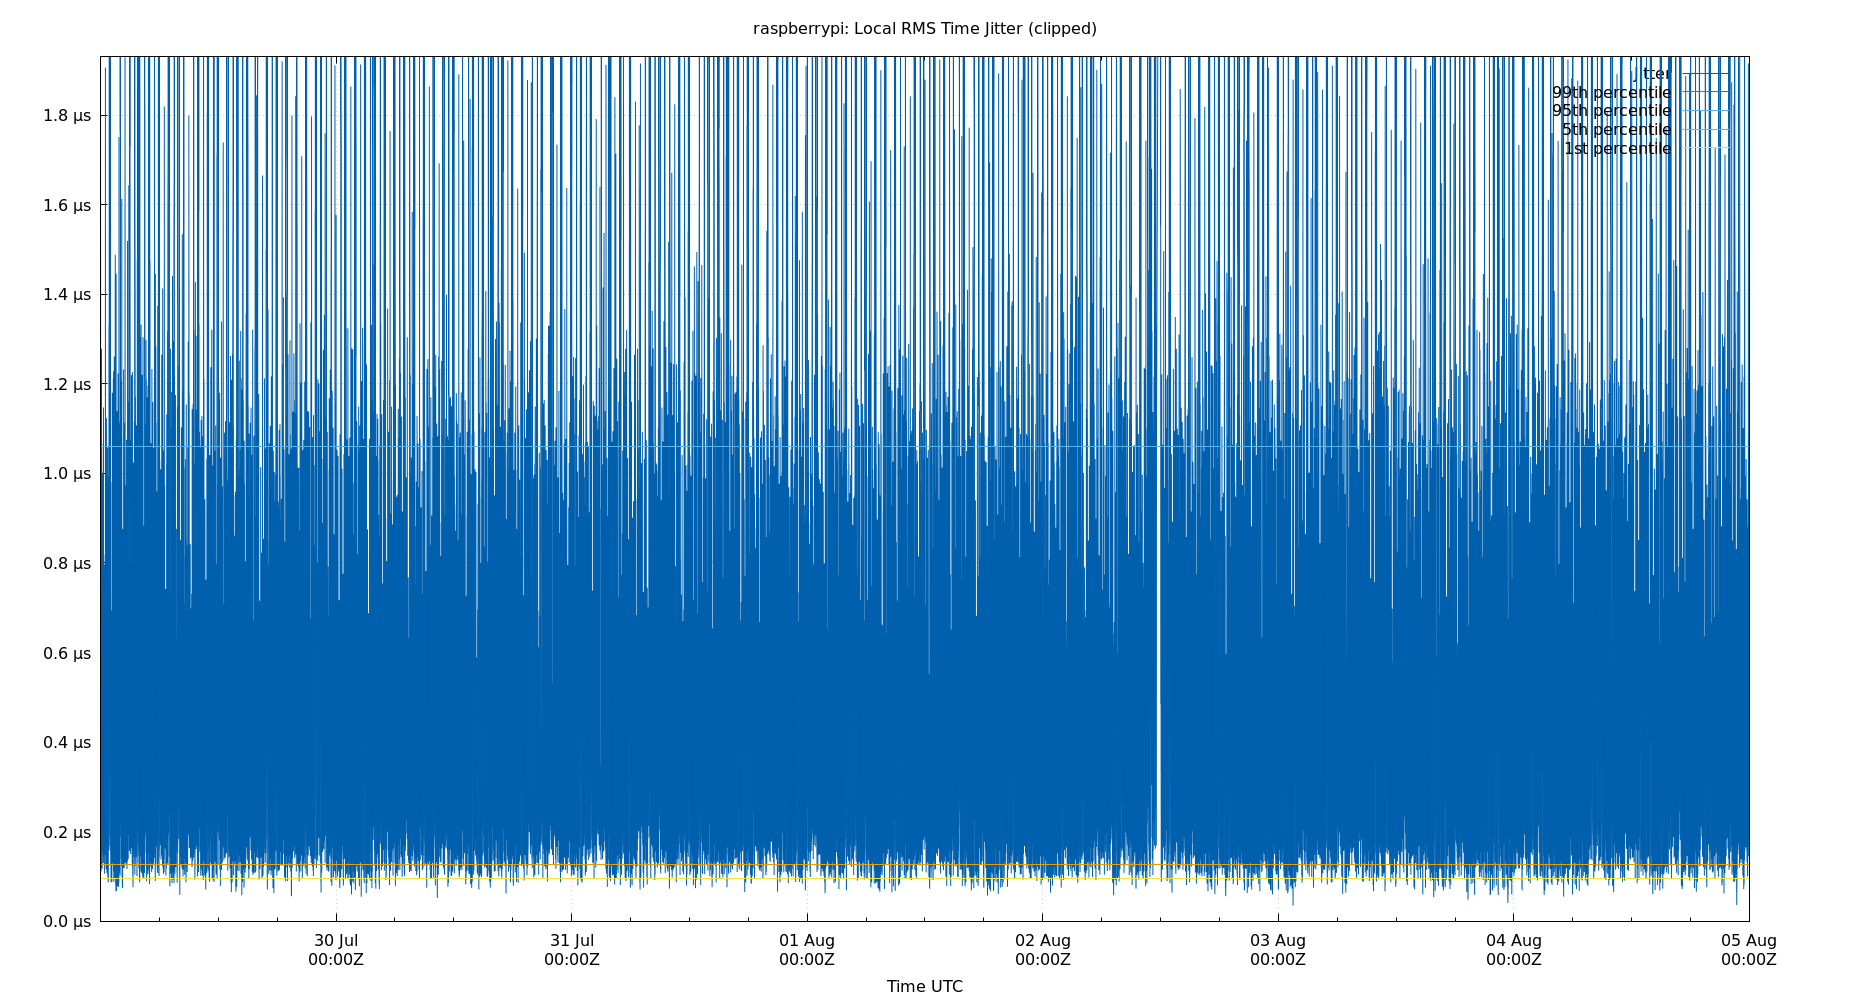 raspberrypi: Local RMS Time Jitter (clipped)
jitter
99th percentile
95th percentile
5th percentile
1st percentile
1.8 µs
1.6 µs
1.4 µs
1.2 µs
1.0 µs
0.8 µs
0.6 µs
0.4 µs
0.2 µs
0.0 µs
30 Jul 31 Jul 01 Aug 02 Aug 03 Aug 04 Aug 05 Aug
00:00Z 00:00Z 00:00Z 00:00Z 00:00Z 00:00Z 00:00Z
Time UTC